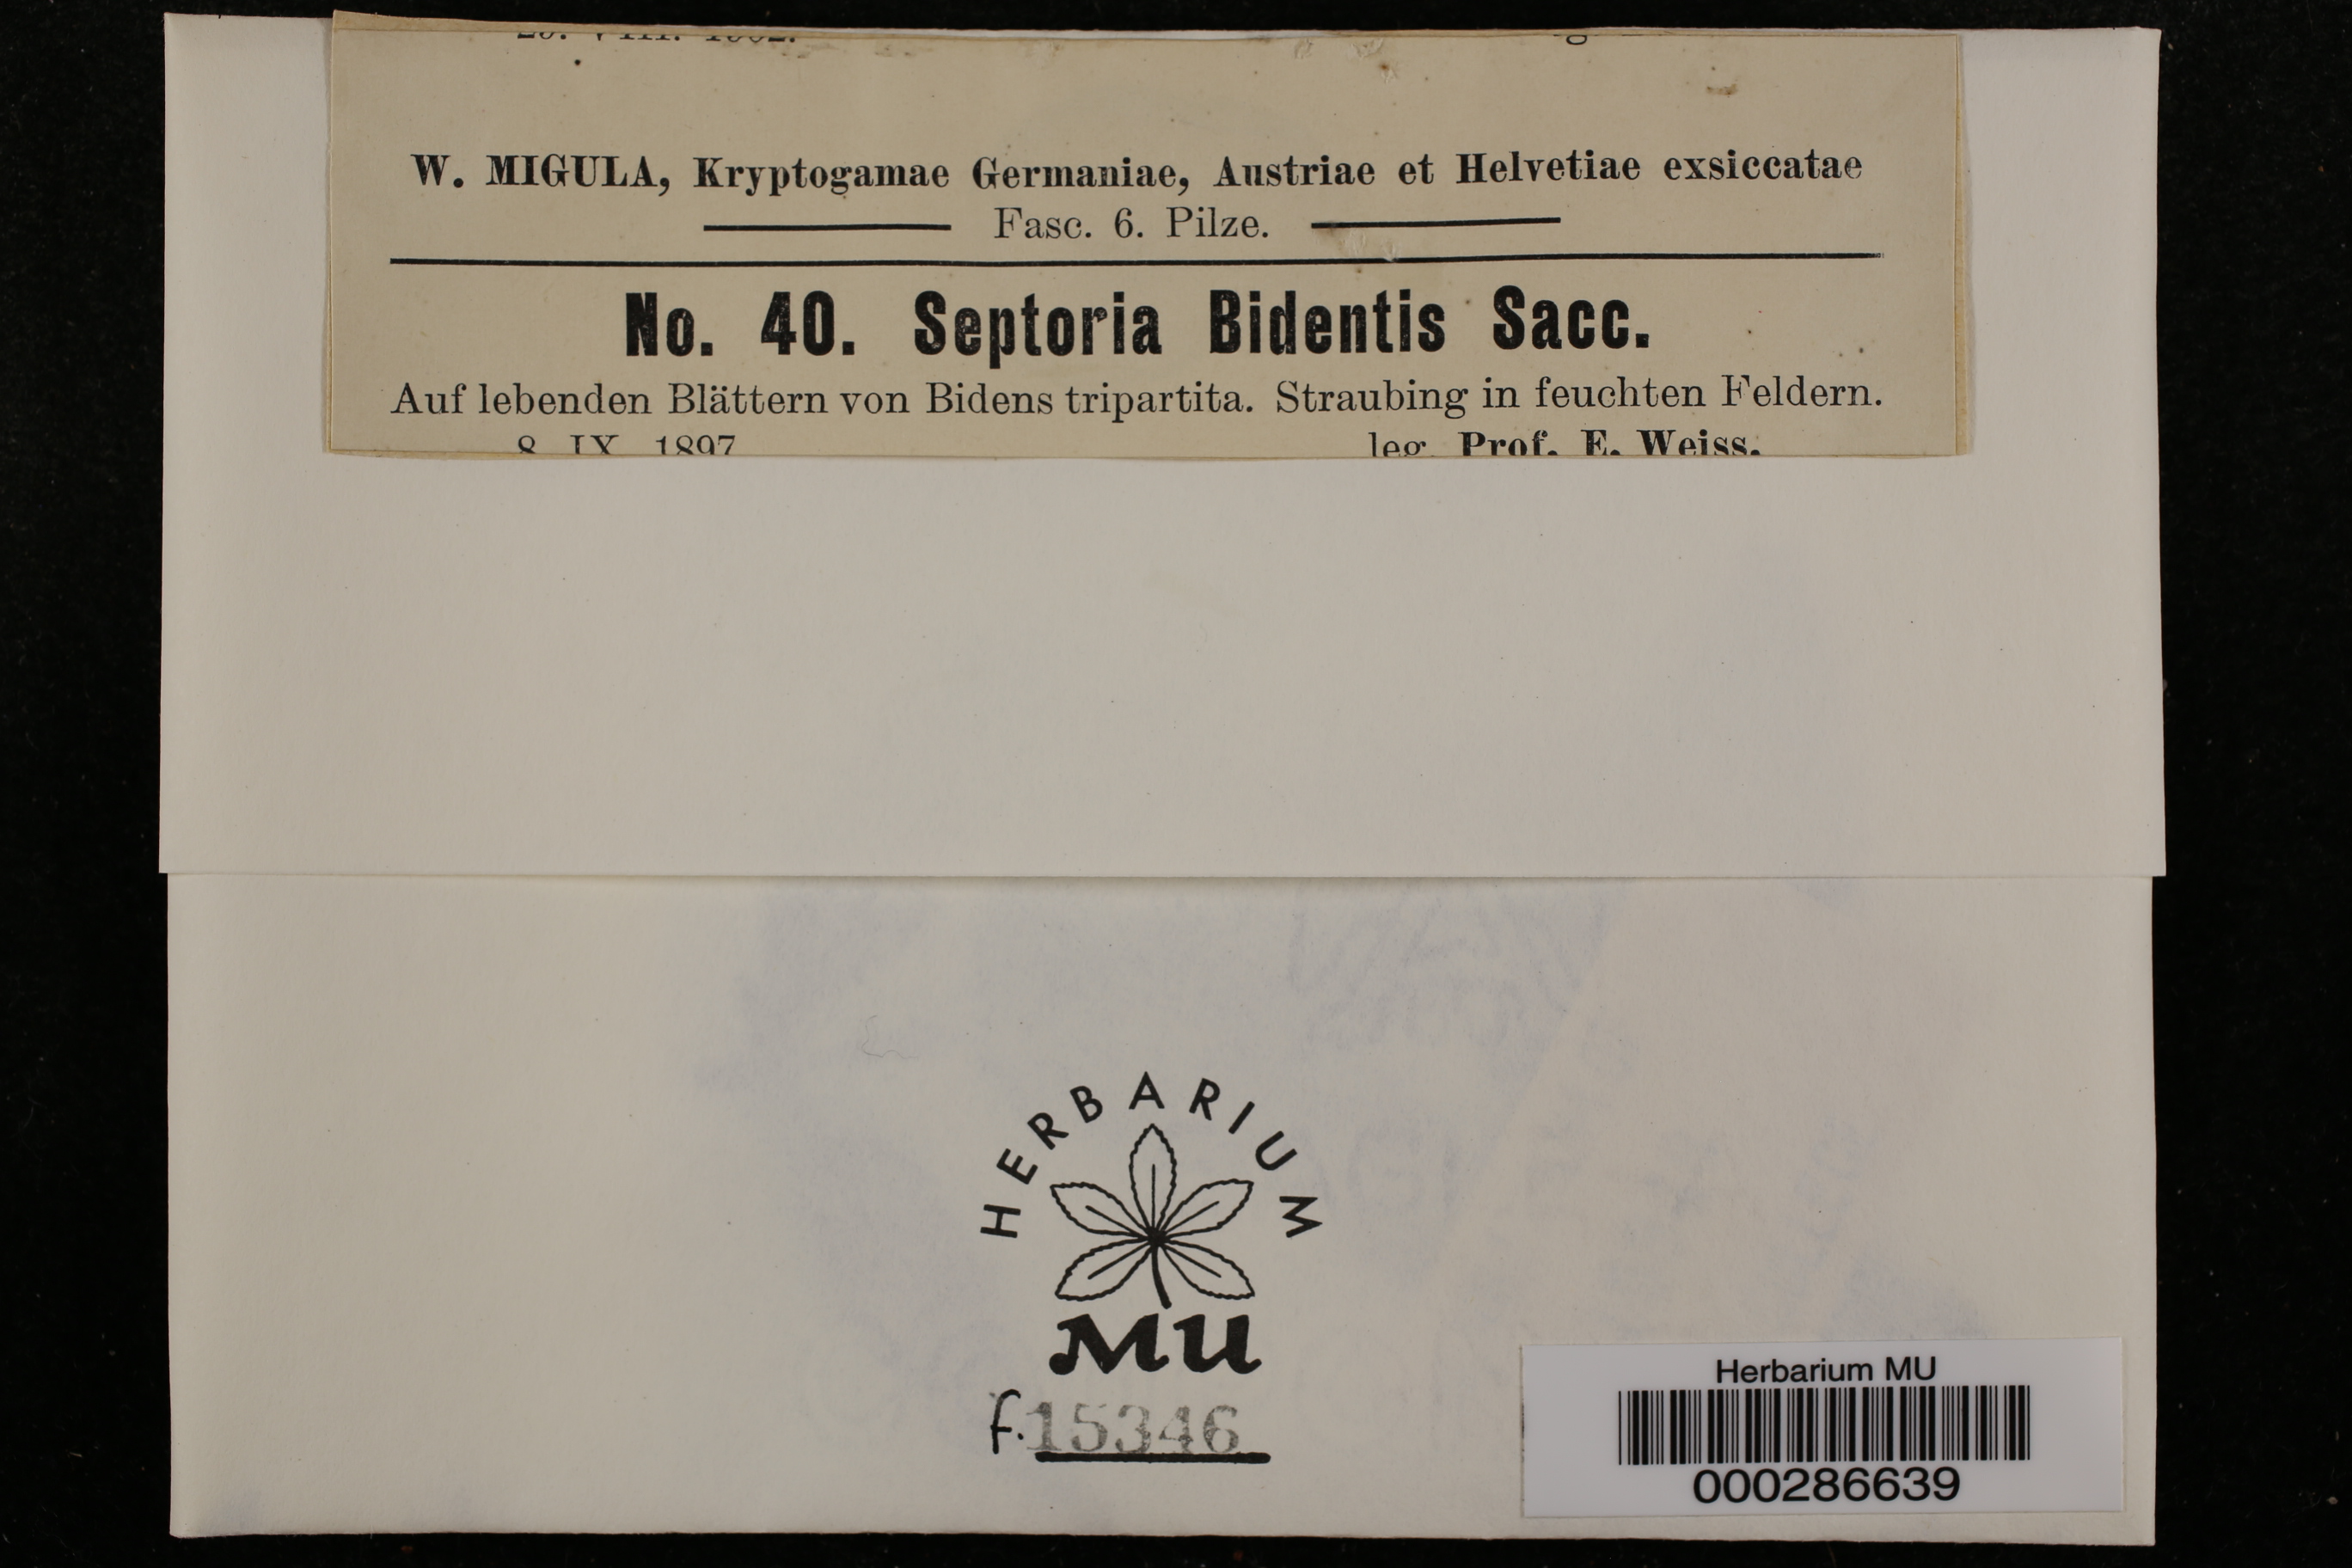 W. MIGULA, Kryptogamae Germaniae, Austriae et Helvetiae exsiccatae
Fasc. 6. Pilze.
No. 40. Septoria Bidentis Sacc.
Auf lebenden Blättern von Bidens tripartita. Straubing in feuchten Feldern.
8. IX. 1897 leg. Prof. E. Weiss.
HERBARIUM
MU
f. 15346
Herbarium MU
000286639